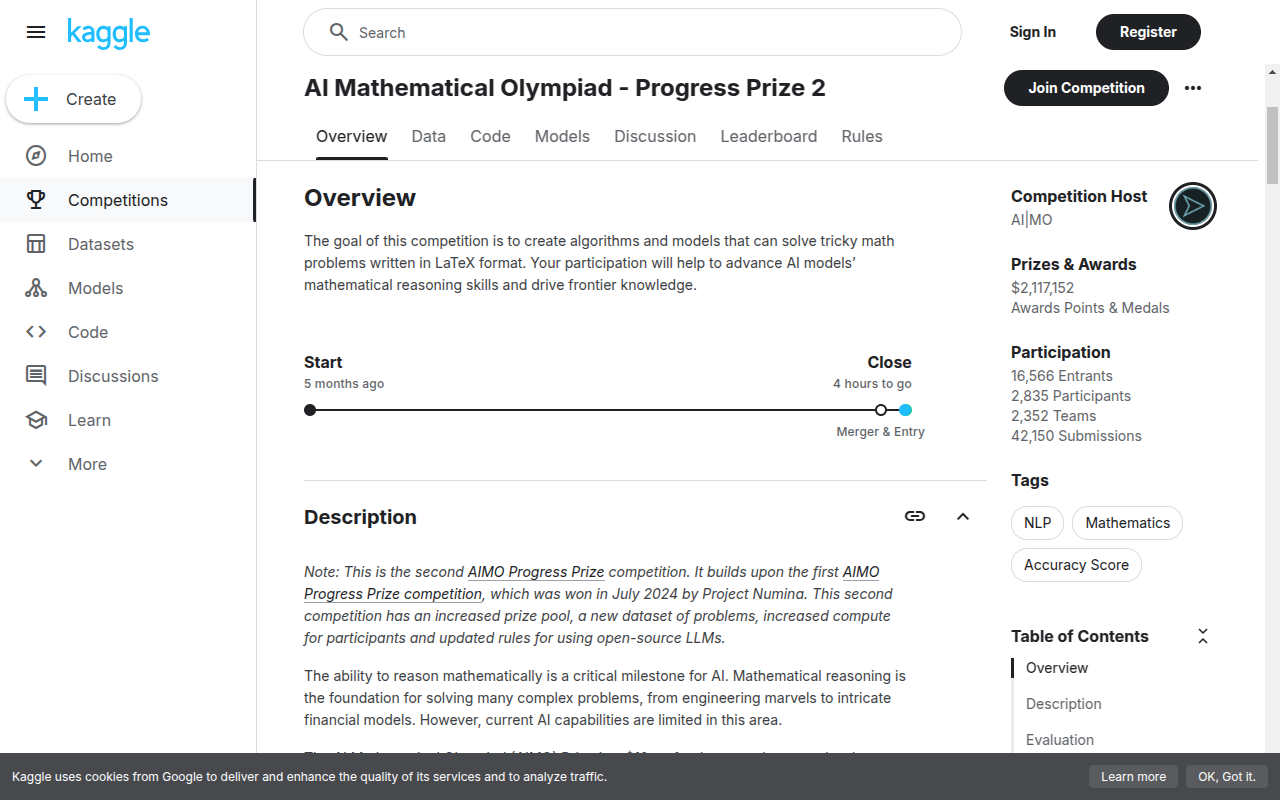 kaggle
Search
Sign In
Register
Create
Home
Competitions
Datasets
Models
Code
Discussions
Learn
More
AI Mathematical Olympiad - Progress Prize 2
Join Competition
Overview
Data
Code
Models
Discussion
Leaderboard
Rules
Overview
The goal of this competition is to create algorithms and models that can solve tricky math
problems written in LaTeX format. Your participation will help to advance AI models’
mathematical reasoning skills and drive frontier knowledge.
Start
5 months ago
Close
4 hours to go
Merger & Entry
Description
Note: This is the second AIMO Progress Prize competition. It builds upon the first AIMO
Progress Prize competition, which was won in July 2024 by Project Numina. This second
competition has an increased prize pool, a new dataset of problems, increased compute
for participants and updated rules for using open-source LLMs.
The ability to reason mathematically is a critical milestone for AI. Mathematical reasoning is
the foundation for solving many complex problems, from engineering marvels to intricate
financial models. However, current AI capabilities are limited in this area.
Competition Host
AI|MO
Prizes & Awards
$2,117,152
Awards Points & Medals
Participation
16,566 Entrants
2,835 Participants
2,352 Teams
42,150 Submissions
Tags
NLP
Mathematics
Accuracy Score
Table of Contents
Overview
Description
Evaluation
Kaggle uses cookies from Google to deliver and enhance the quality of its services and to analyze traffic.
Learn more
OK, Got it.